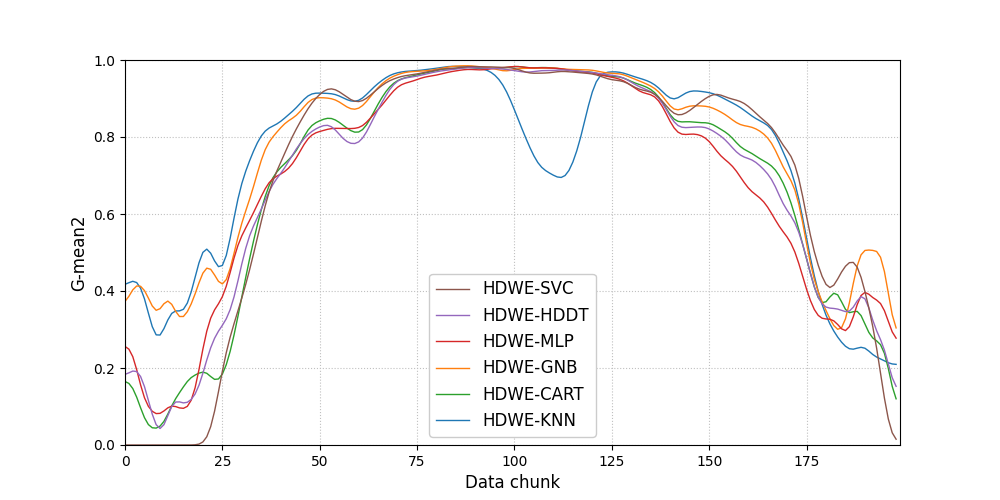 1.0
0.8
0.6
0.4
0.2
0.0
G-mean2
0
25
50
75
100
125
150
175
Data chunk
HDWE-SVC
HDWE-HDDT
HDWE-MLP
HDWE-GNB
HDWE-CART
HDWE-KNN